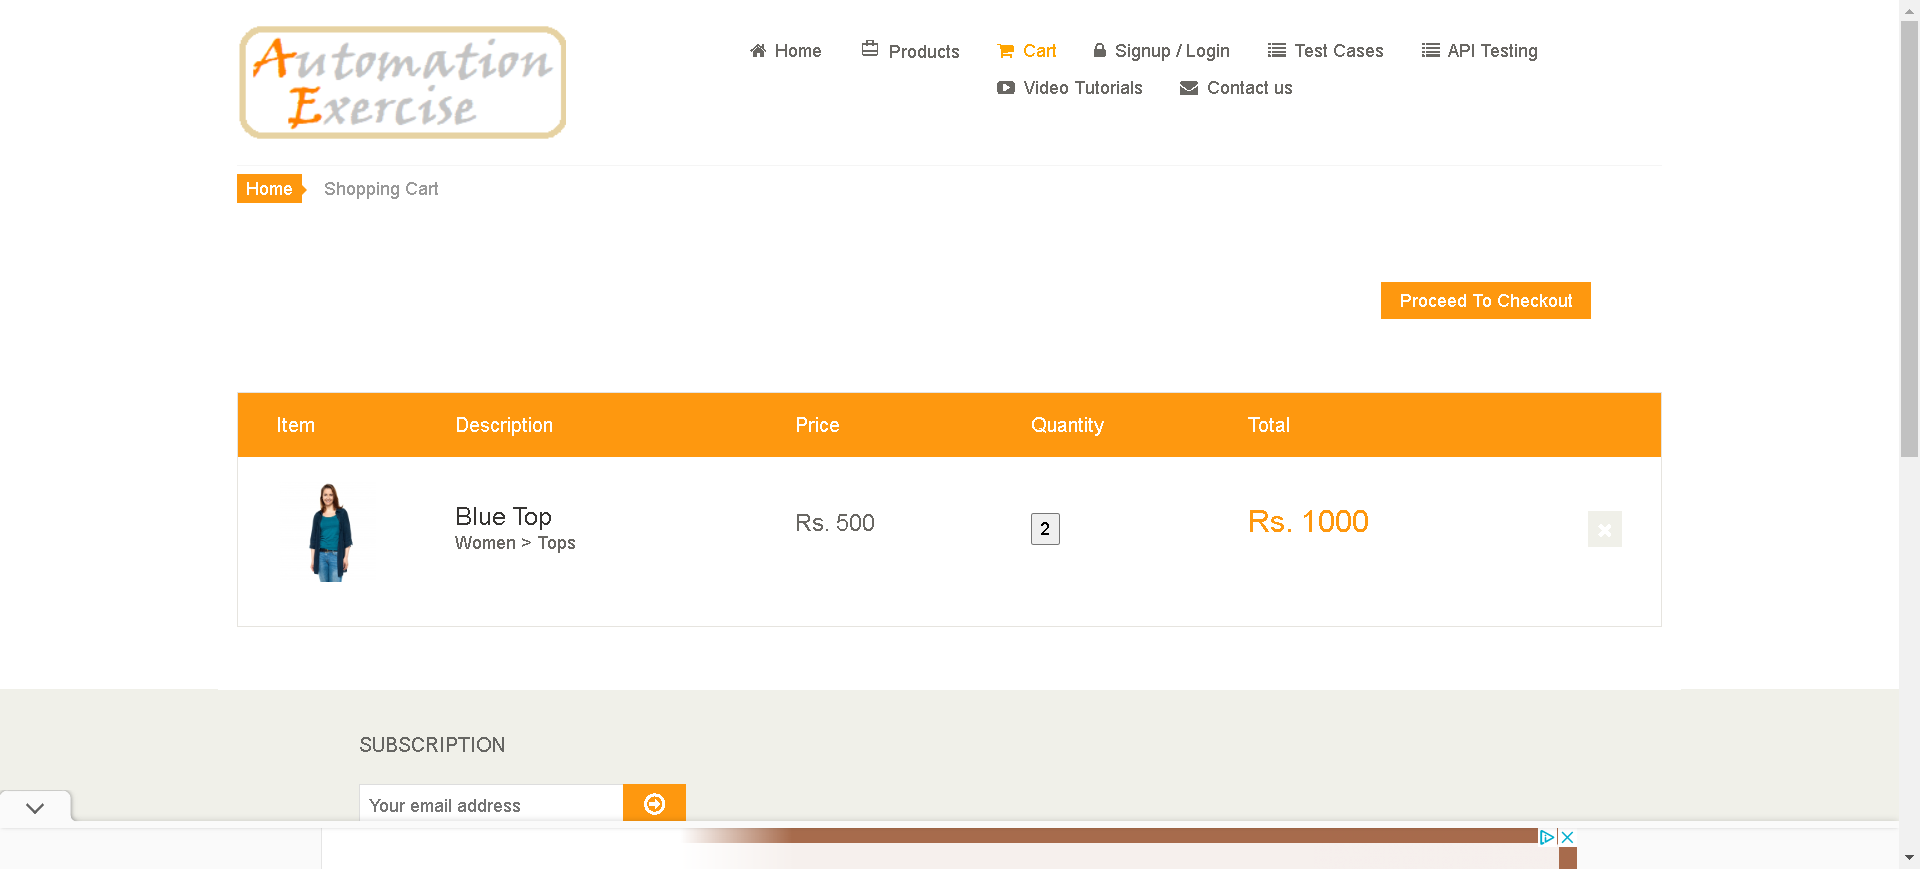 Automation
Exercise
Home Products Cart Signup / Login Test Cases API Testing
Video Tutorials Contact us
Home Shopping Cart
Proceed To Checkout
Item Description Price Quantity Total
Blue Top Rs. 500 2 Rs. 1000
Women > Tops
SUBSCRIPTION
Your email address